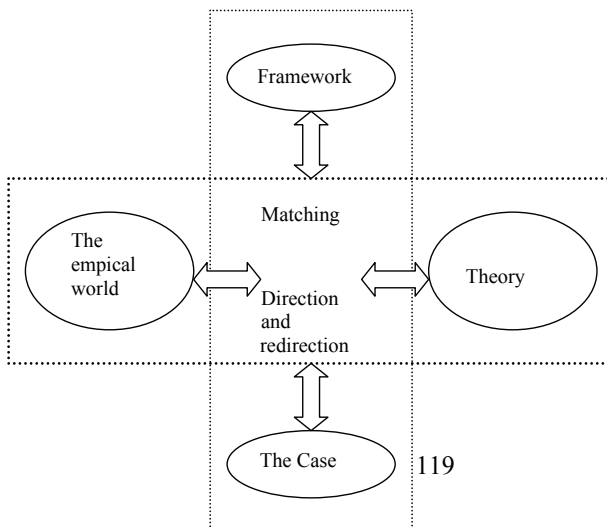 Framework
Matching
The
empical
world
Theory
Direction
and
redirection
The Case
119